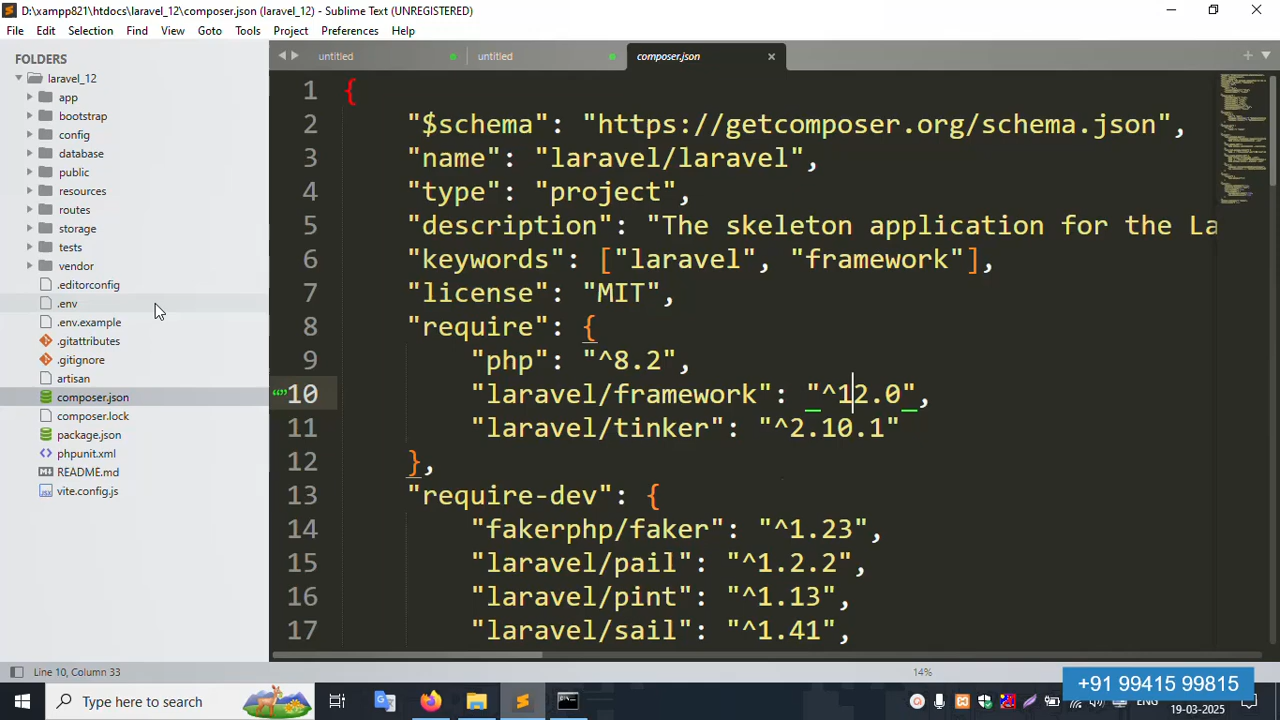 D:\xampp821\htdocs\laravel_12\composer.json (laravel_12) - Sublime Text (UNREGISTERED)
File Edit Selection Find View Goto Tools Project Preferences Help
FOLDERS
laravel_12
app
bootstrap
config
database
public
resources
routes
storage
tests
vendor
.editorconfig
.env
.env.example
.gitattributes
.gitignore
artisan
composer.json
composer.lock
package.json
phpunit.xml
README.md
vite.config.js
untitled
untitled
composer.json
1 {
2 "$schema": "https://getcomposer.org/schema.json",
3 "name": "laravel/laravel",
4 "type": "project",
5 "description": "The skeleton application for the La
6 "keywords": ["laravel", "framework"],
7 "license": "MIT",
8 "require": {
9 "php": "^8.2",
10 "laravel/framework": "^12.0",
11 "laravel/tinker": "^2.10.1"
12 },
13 "require-dev": {
14 "fakerphp/faker": "^1.23",
15 "laravel/pail": "^1.2.2",
16 "laravel/pint": "^1.13",
17 "laravel/sail": "^1.41",
Line 10, Column 33
14%
+91 99415 99815
Type here to search
ENG
19-03-2025